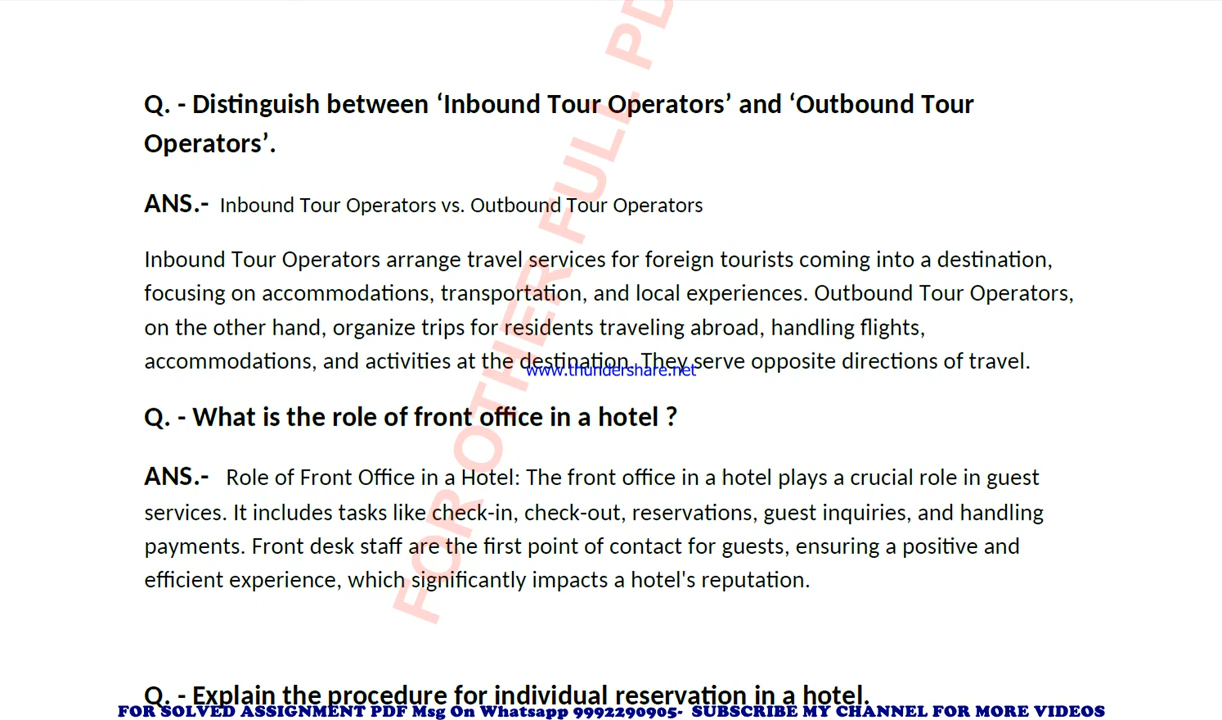 Q. - Distinguish between ‘Inbound Tour Operators’ and ‘Outbound Tour
Operators’.
ANS.- Inbound Tour Operators vs. Outbound Tour Operators
Inbound Tour Operators arrange travel services for foreign tourists coming into a destination,
focusing on accommodations, transportation, and local experiences. Outbound Tour Operators,
on the other hand, organize trips for residents traveling abroad, handling flights,
accommodations, and activities at the destination. They serve opposite directions of travel.
www.thundershare.net
Q. - What is the role of front office in a hotel ?
ANS.- Role of Front Office in a Hotel: The front office in a hotel plays a crucial role in guest
services. It includes tasks like check-in, check-out, reservations, guest inquiries, and handling
payments. Front desk staff are the first point of contact for guests, ensuring a positive and
efficient experience, which significantly impacts a hotel's reputation.
Q. - Explain the procedure for individual reservation in a hotel.
FOR SOLVED ASSIGNMENT PDF Msg On Whatsapp 9992290905- SUBSCRIBE MY CHANNEL FOR MORE VIDEOS
FOR OTHER FULL PD